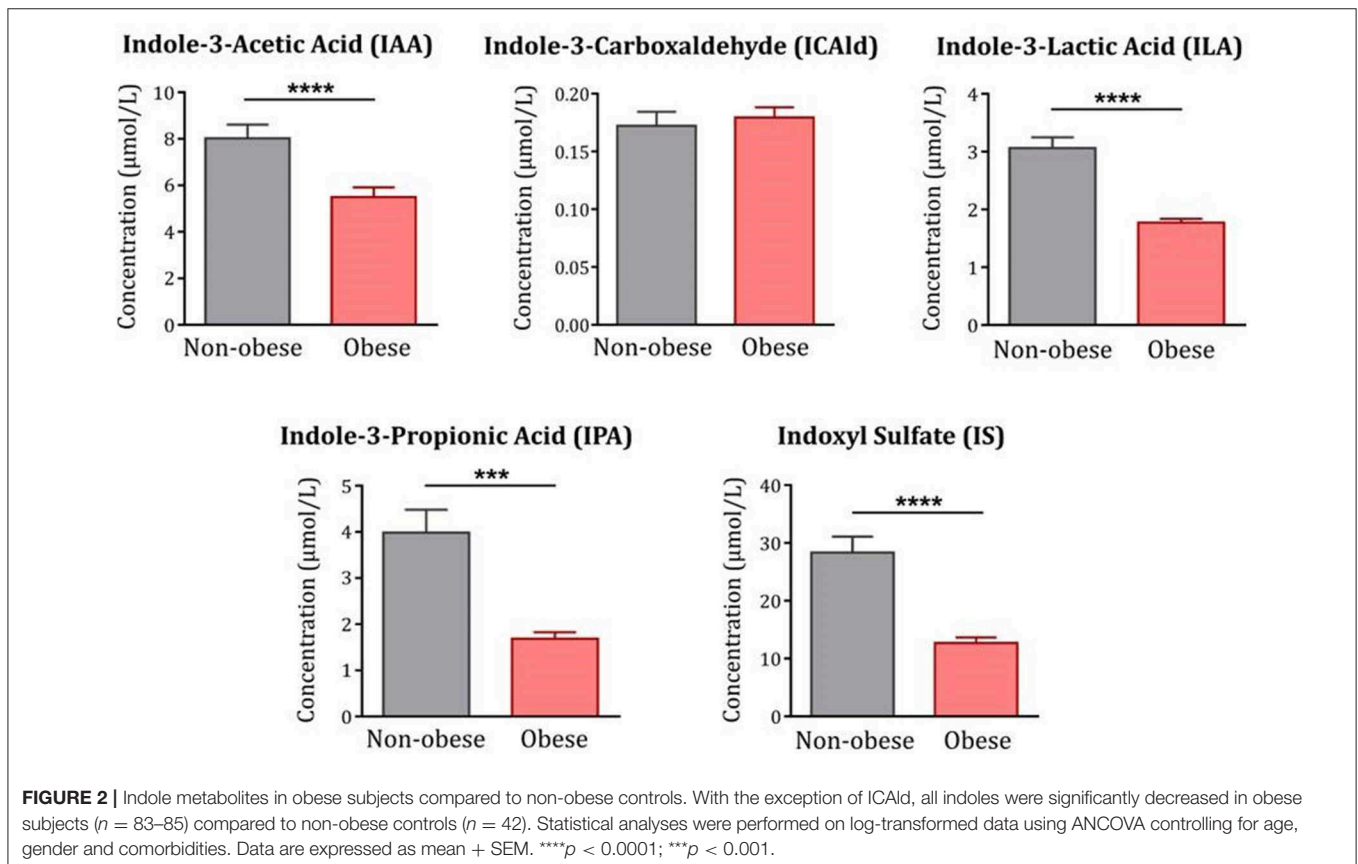 Indole-3-Acetic Acid (IAA)
Concentration (µmol/L)
10
8
6
4
2
0
****
Non-obese Obese
Indole-3-Carboxaldehyde (ICAld)
Concentration (µmol/L)
0.20
0.15
0.10
0.05
0.00
Non-obese Obese
Indole-3-Lactic Acid (ILA)
Concentration (µmol/L)
4
3
2
1
0
****
Non-obese Obese
Indole-3-Propionic Acid (IPA)
Concentration (µmol/L)
5
4
3
2
1
0
***
Non-obese Obese
Indoxyl Sulfate (IS)
Concentration (µmol/L)
40
30
20
10
0
****
Non-obese Obese
FIGURE 2 | Indole metabolites in obese subjects compared to non-obese controls. With the exception of ICAld, all indoles were significantly decreased in obese
subjects (n = 83–85) compared to non-obese controls (n = 42). Statistical analyses were performed on log-transformed data using ANCOVA controlling for age,
gender and comorbidities. Data are expressed as mean + SEM. ****p < 0.0001; ***p < 0.001.